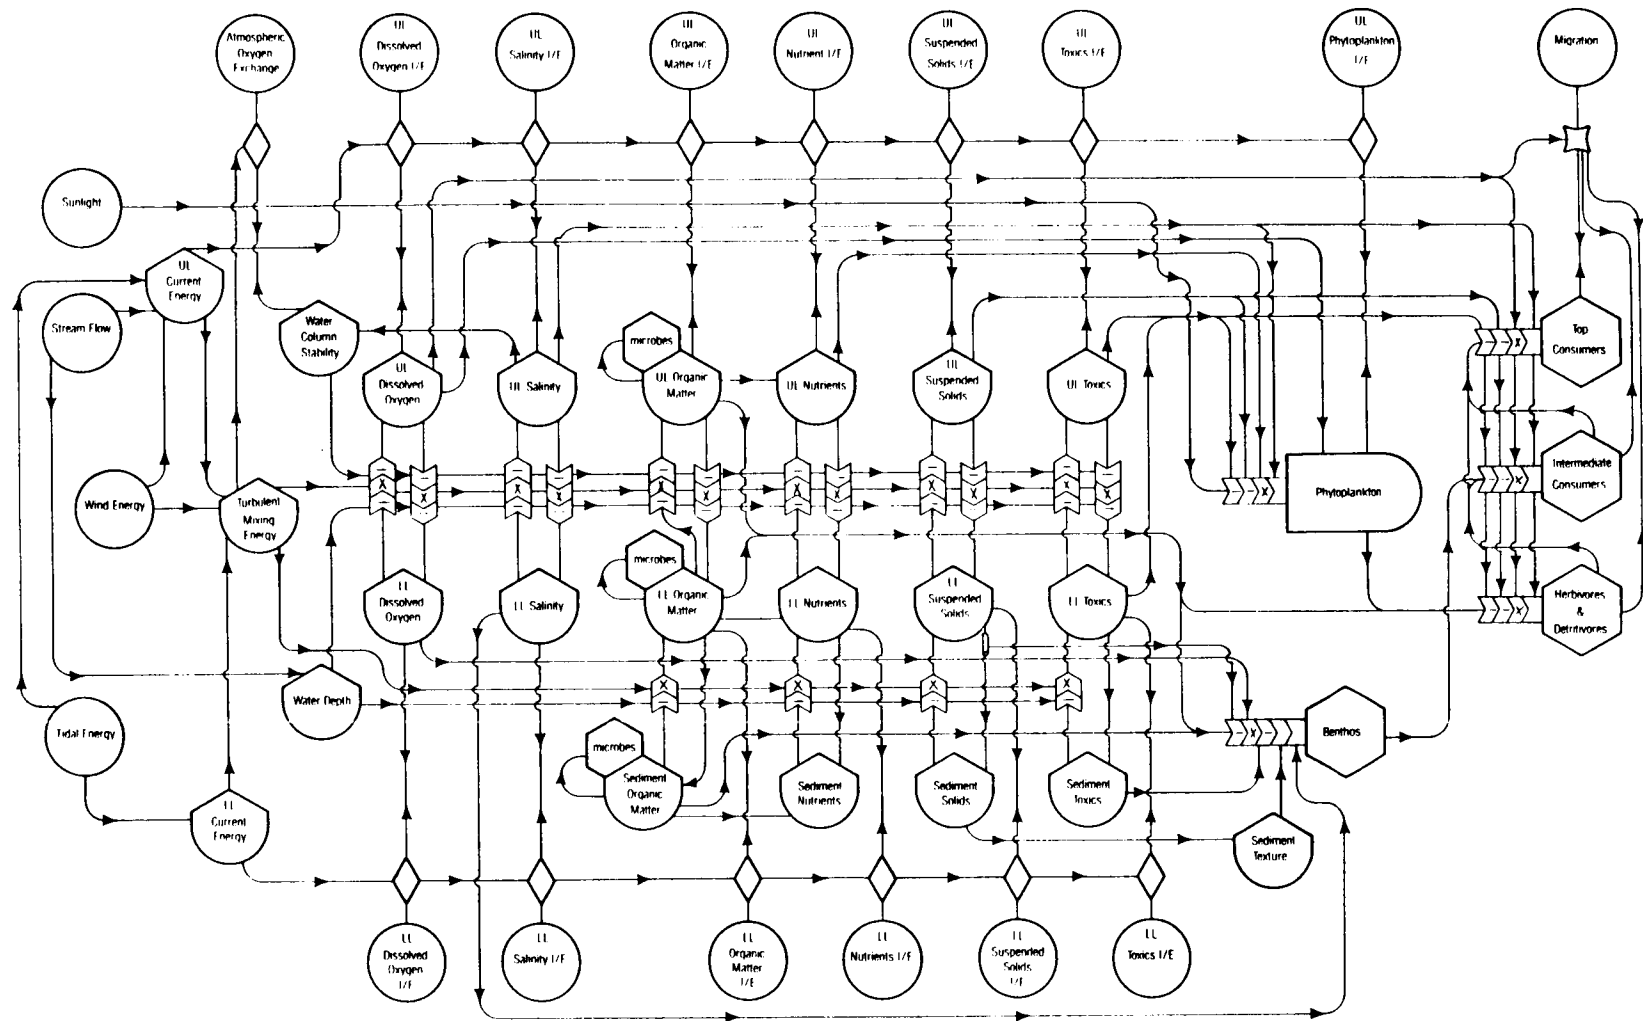 Atmospheric
Oxygen
Exchange
UL
Dissolved
Oxygen I/E
UL
Salinity I/E
UL
Organic
Matter I/E
UL
Nutrient I/E
UL
Suspended
Solids I/E
UL
Toxics I/E
UL
Phytoplankton
I/E
Migration
Sunlight
UL
Current
Energy
Stream Flow
Water
Column
Stability
UL
Dissolved
Oxygen
UL Salinity
microbes
UL Organic
Matter
UL Nutrients
UL
Suspended
Solids
UL Toxics
Top
Consumers
Intermediate
Consumers
Phytoplankton
Wind Energy
Turbulent
Mixing
Energy
LL
Dissolved
Oxygen
LL Salinity
microbes
LL Organic
Matter
LL Nutrients
LL
Suspended
Solids
LL Toxics
Herbivores
&
Detritivores
Water Depth
Tidal Energy
LL
Current
Energy
microbes
Sediment
Organic
Matter
Sediment
Nutrients
Sediment
Solids
Sediment
Toxics
Benthos
Sediment
Texture
LL
Dissolved
Oxygen
I/E
LL
Salinity I/E
LL
Organic
Matter
I/E
LL
Nutrients I/E
LL
Suspended
Solids
I/E
LL
Toxics I/E